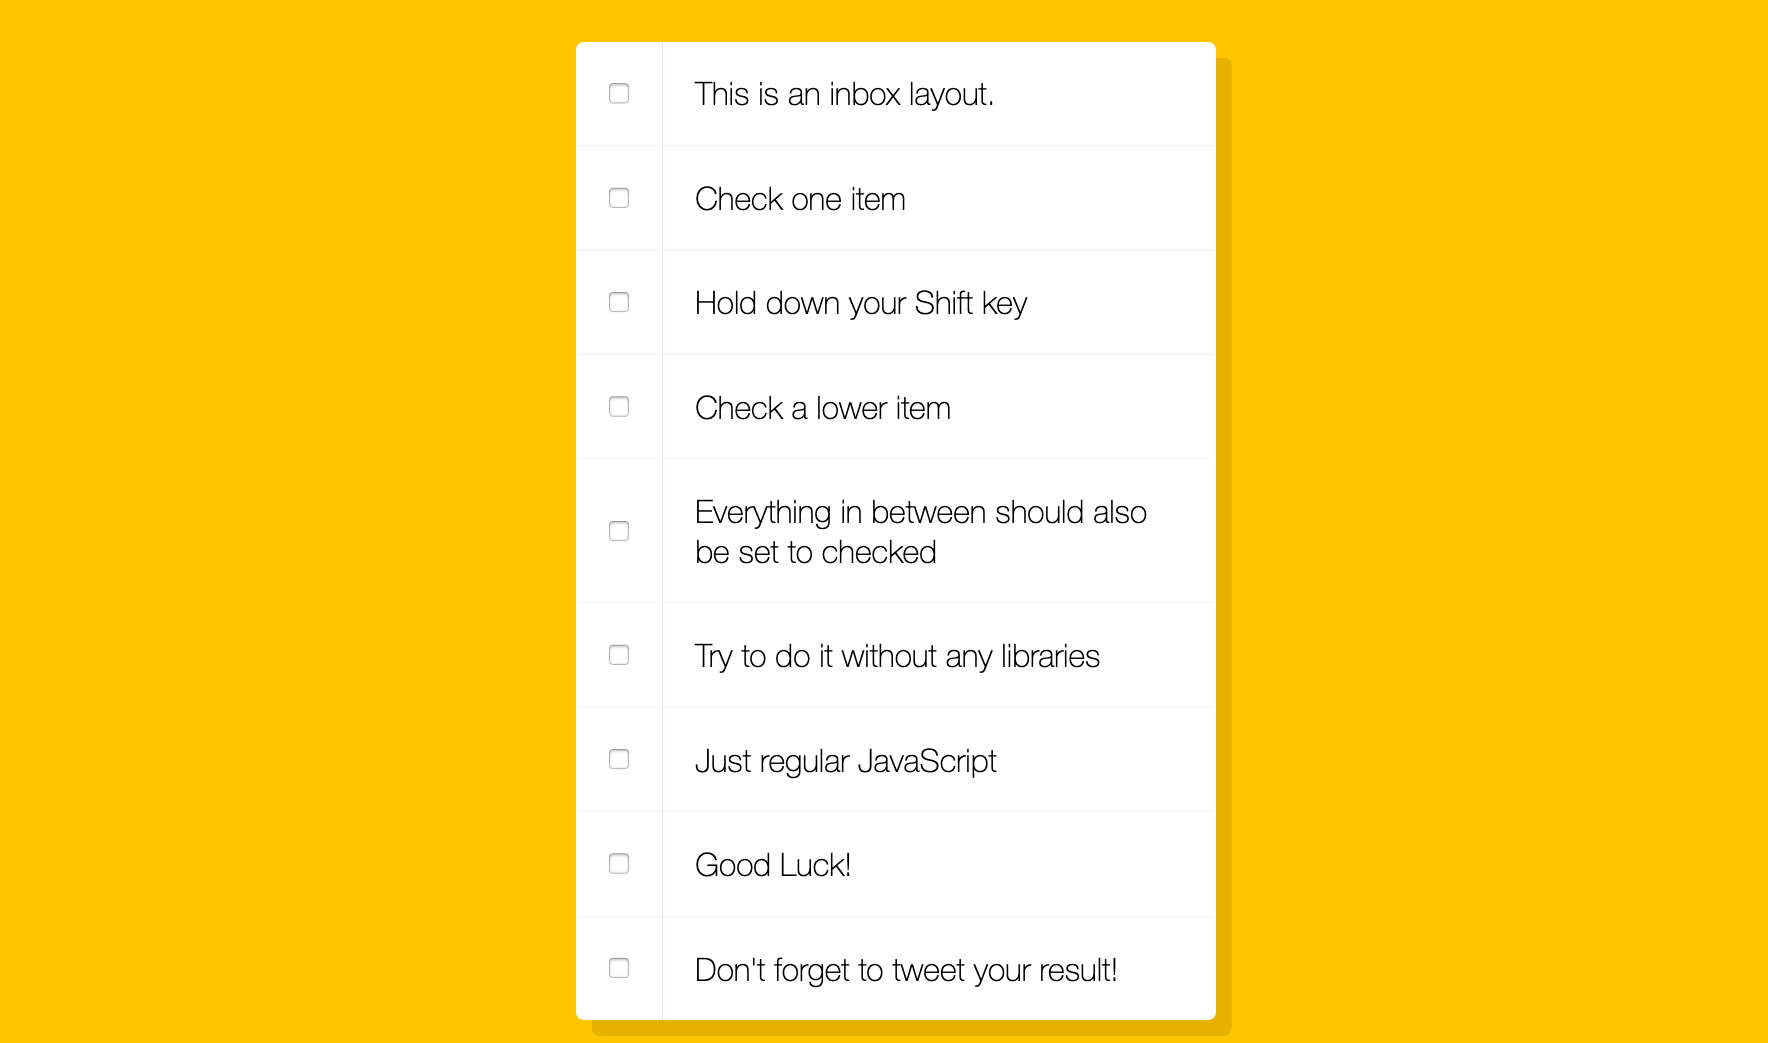 This is an inbox layout.
Check one item
Hold down your Shift key
Check a lower item
Everything in between should also
be set to checked
Try to do it without any libraries
Just regular JavaScript
Good Luck!
Don't forget to tweet your result!